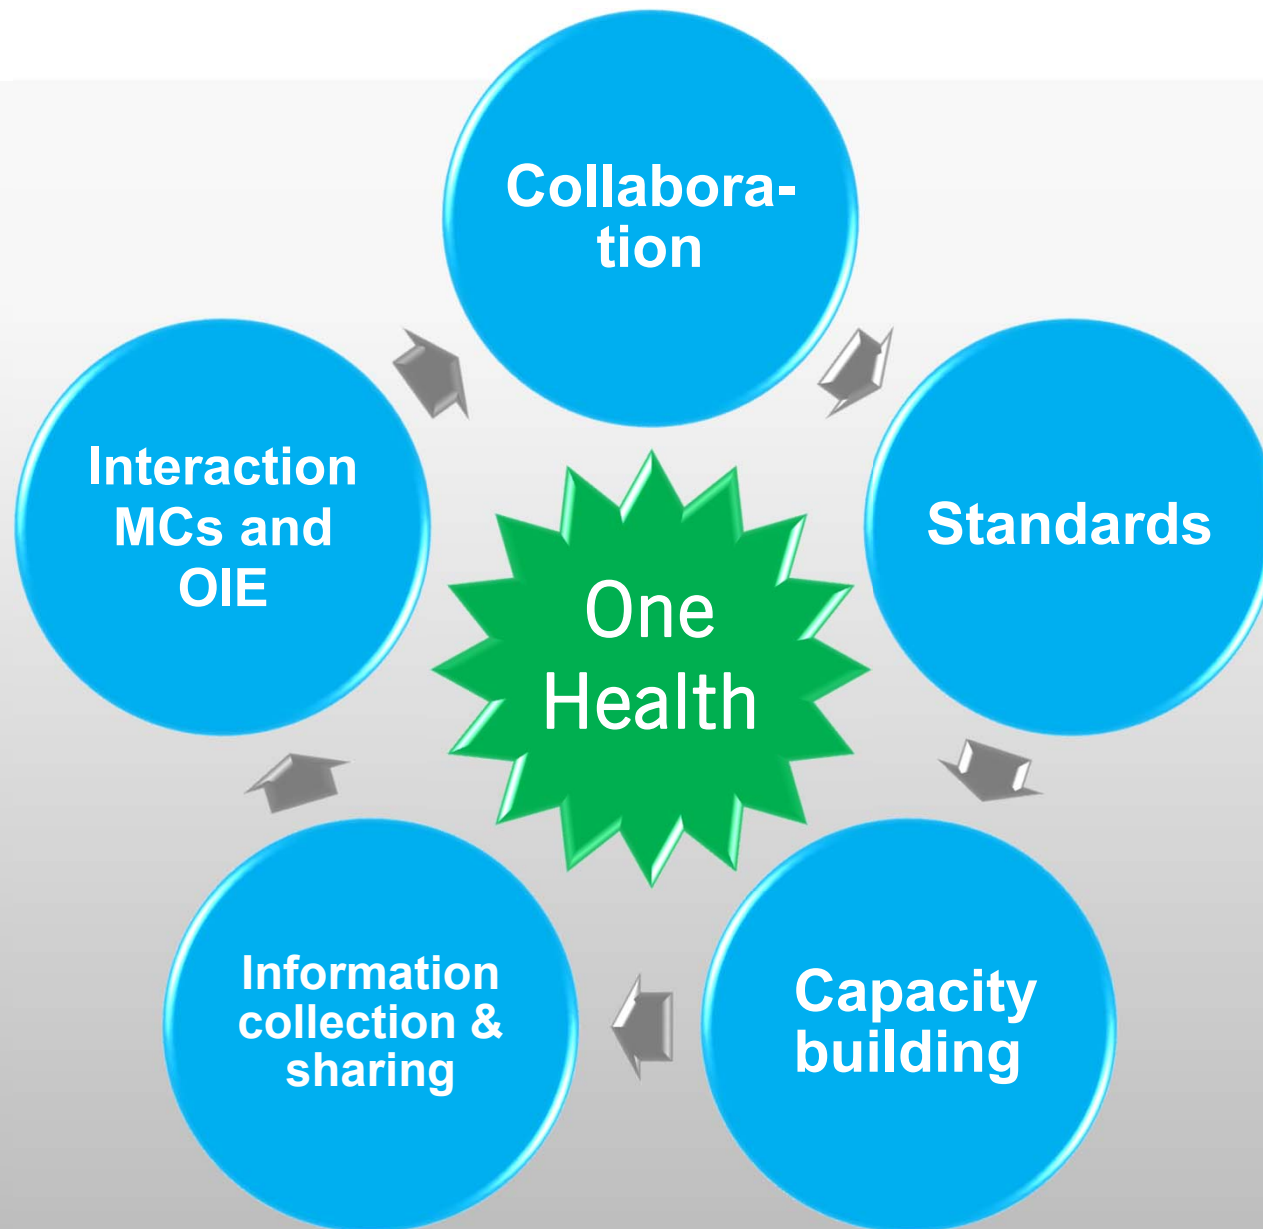 Collabora-
tion
Standards
Capacity
building
Information
collection &
sharing
Interaction
MCs and
OIE
One
Health